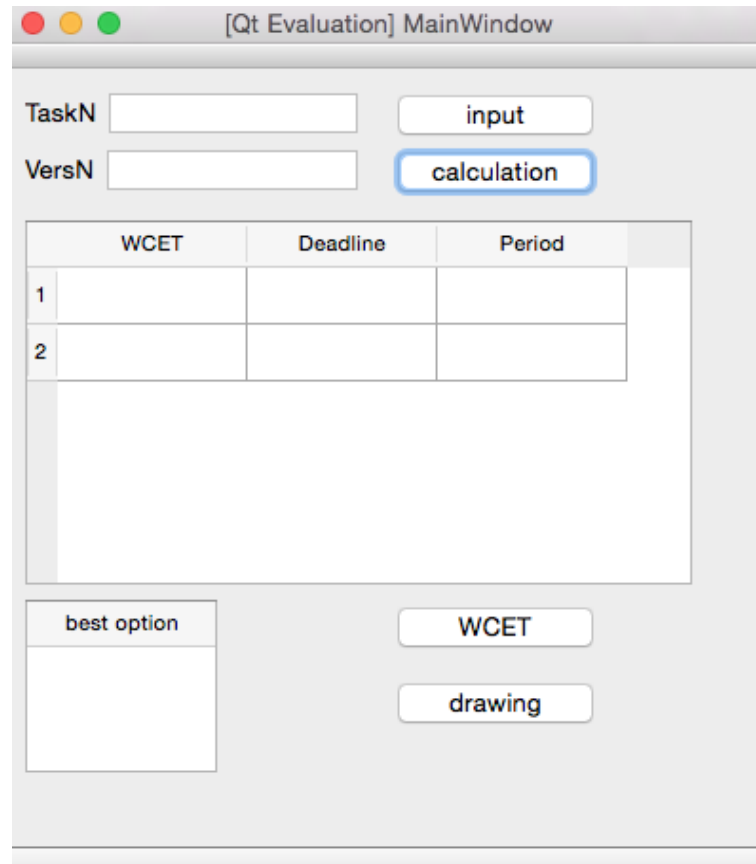 [Qt Evaluation] MainWindow
TaskN input
VersN calculation
WCET Deadline Period
1
2
best option WCET
drawing